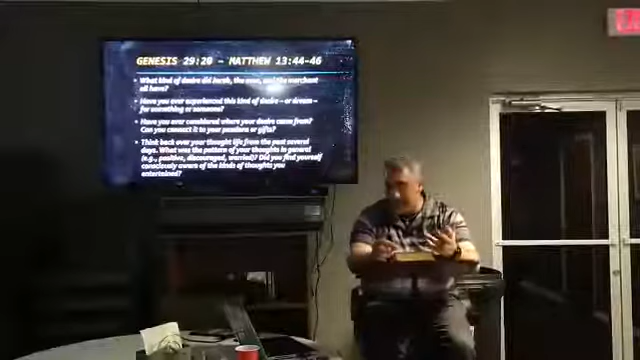 GENESIS 29:20 - MATTHEW 13:44-46
What kind of desire did Jacob, the man, and the merchant
all have?
Have you ever experienced this kind of desire - or dream -
for something or someone?
Have you ever considered where your desire came from?
Can you connect it to your passions or gifts?
Think back over your thought life from the past several
days. What was the pattern of your thoughts in general
(e.g., positive, discouraged, worried)? Did you find yourself
consciously aware of the kinds of thoughts you
entertained?